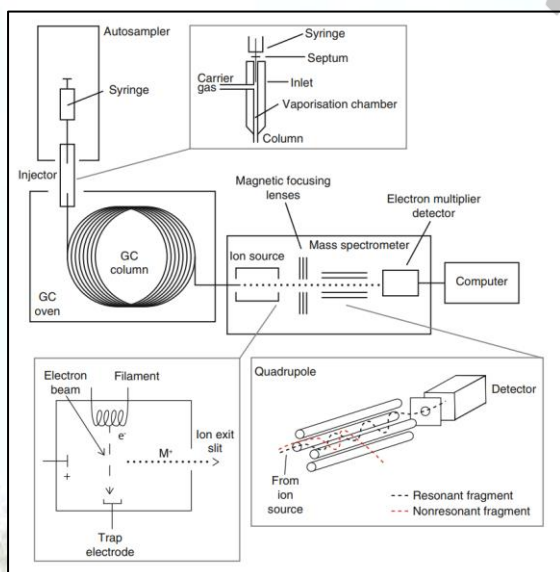 Autosampler
Syringe
Injector
Syringe
Septum
Carrier
gas
Inlet
Vaporisation chamber
Column
GC
column
GC
oven
Magnetic focusing
lenses
Electron multiplier
detector
Mass spectrometer
Ion source
Computer
Electron
beam
Filament
e-
M+
Ion exit
slit
+
Trap
electrode
Quadrupole
Detector
From
ion
source
Resonant fragment
Nonresonant fragment